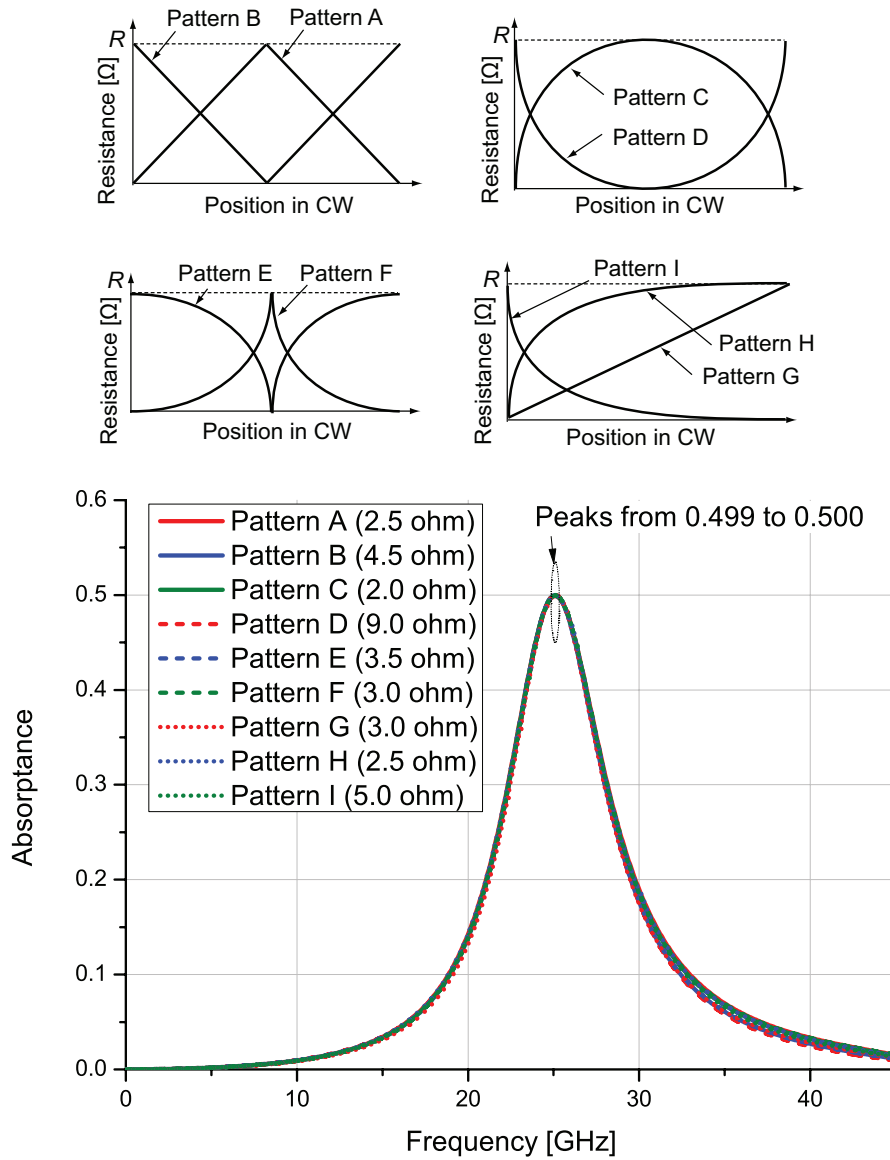 Pattern B
Pattern A
R
Resistance [Ω]
Position in CW
R
Resistance [Ω]
Pattern C
Pattern D
Position in CW
R
Resistance [Ω]
Pattern E
Pattern F
Position in CW
R
Resistance [Ω]
Pattern I
Pattern H
Pattern G
Position in CW
0.6
0.5
0.4
0.3
0.2
0.1
0.0
Absorptance
Pattern A (2.5 ohm)
Pattern B (4.5 ohm)
Pattern C (2.0 ohm)
Pattern D (9.0 ohm)
Pattern E (3.5 ohm)
Pattern F (3.0 ohm)
Pattern G (3.0 ohm)
Pattern H (2.5 ohm)
Pattern I (5.0 ohm)
Peaks from 0.499 to 0.500
0 10 20 30 40
Frequency [GHz]